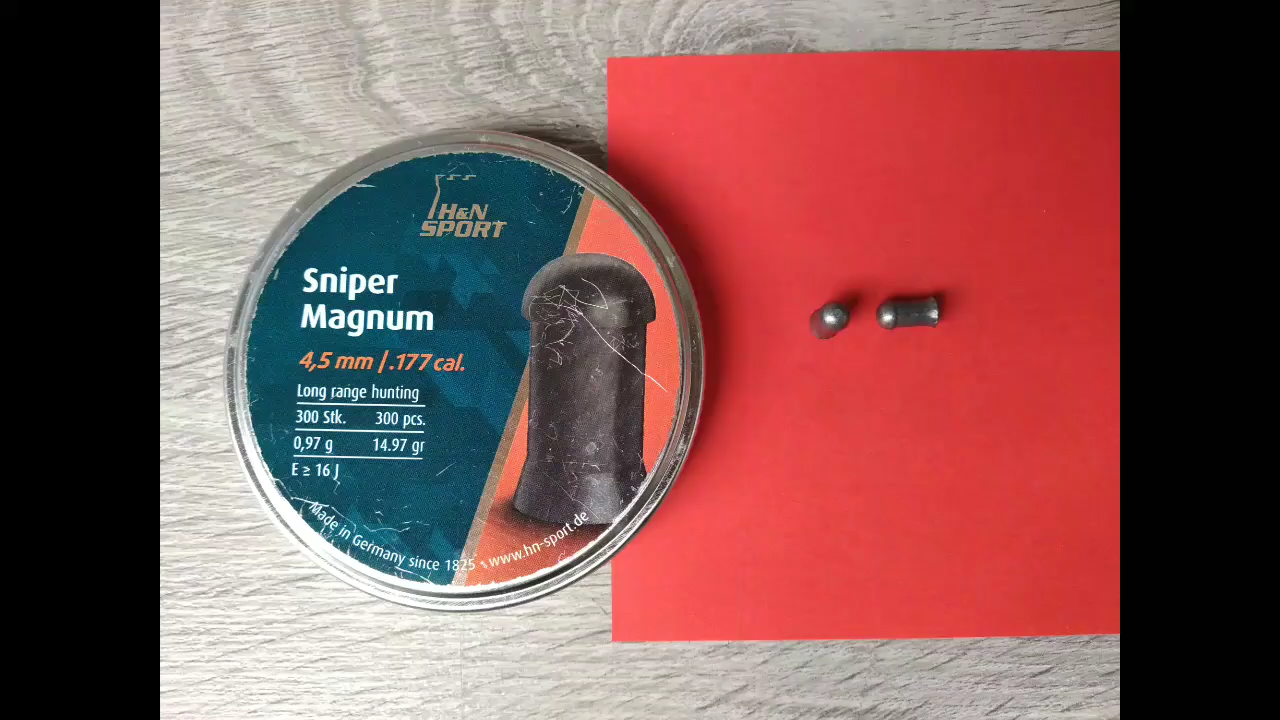 H&N
SPORT
Sniper
Magnum
4,5 mm / .177 cal.
Long range hunting
300 Stk. 300 pcs.
0,97 g 14.97 gr
E ≥ 16 J
Made in Germany since 1825 • www.hn-sport.de